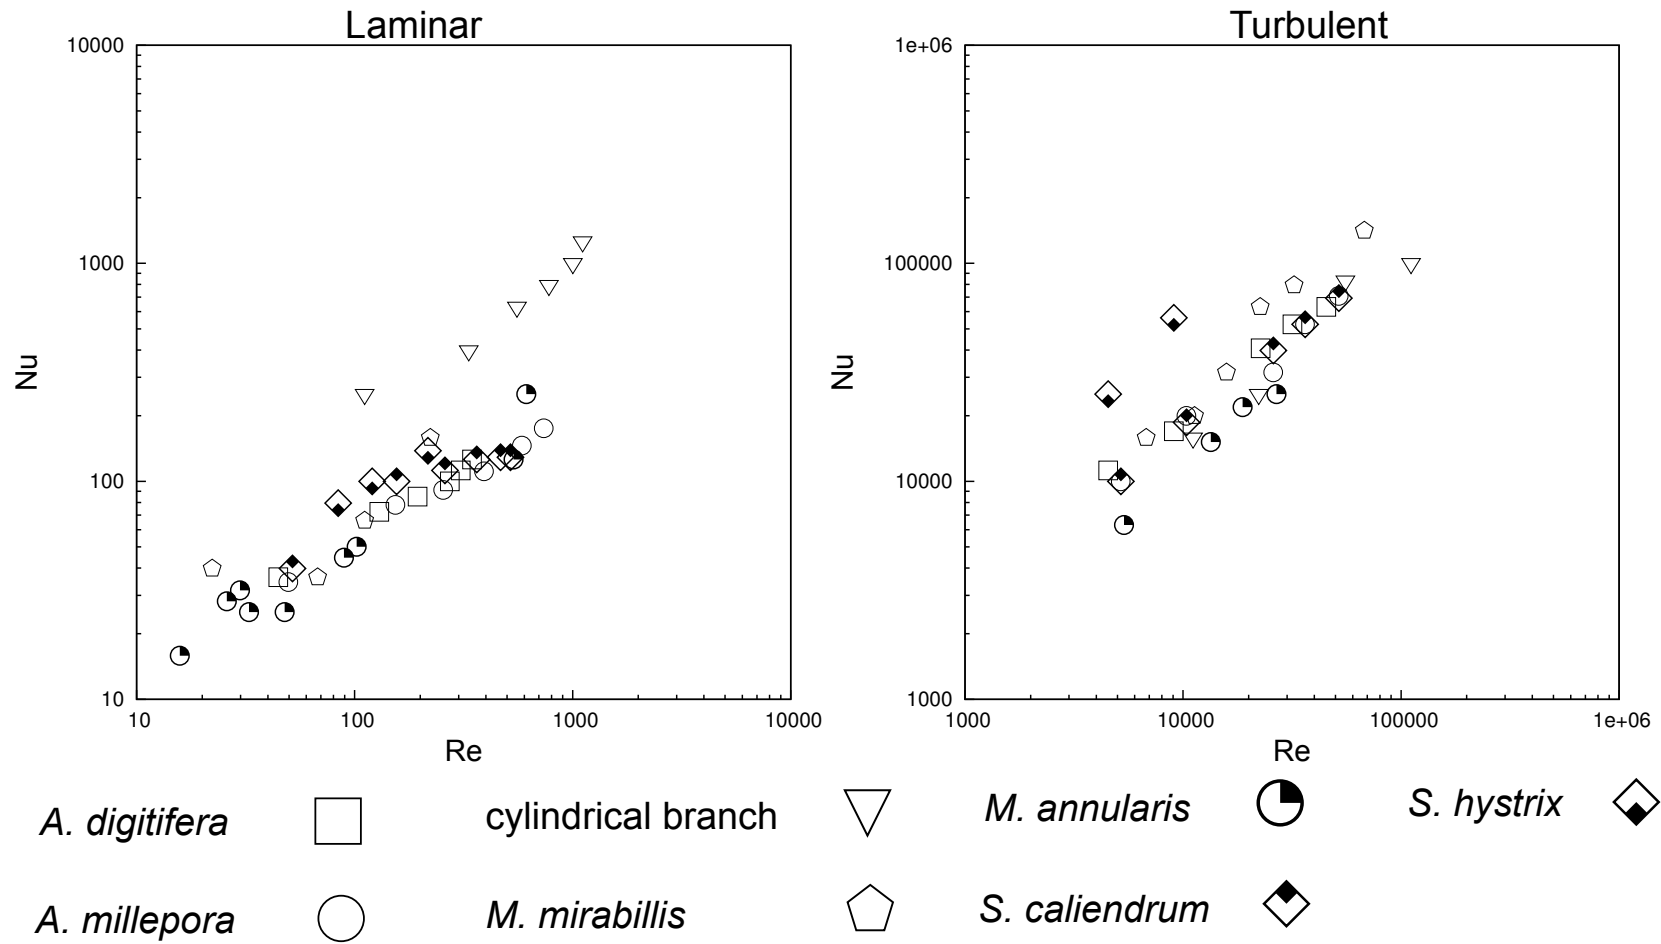 Laminar
10000
1000
100
10
Nu
10 100 1000 10000
Re
Turbulent
1e+06
100000
10000
1000
Nu
1000 10000 100000 1e+06
Re
A. digitifera cylindrical branch M. annularis S. hystrix
A. millepora M. mirabillis S. caliendrum